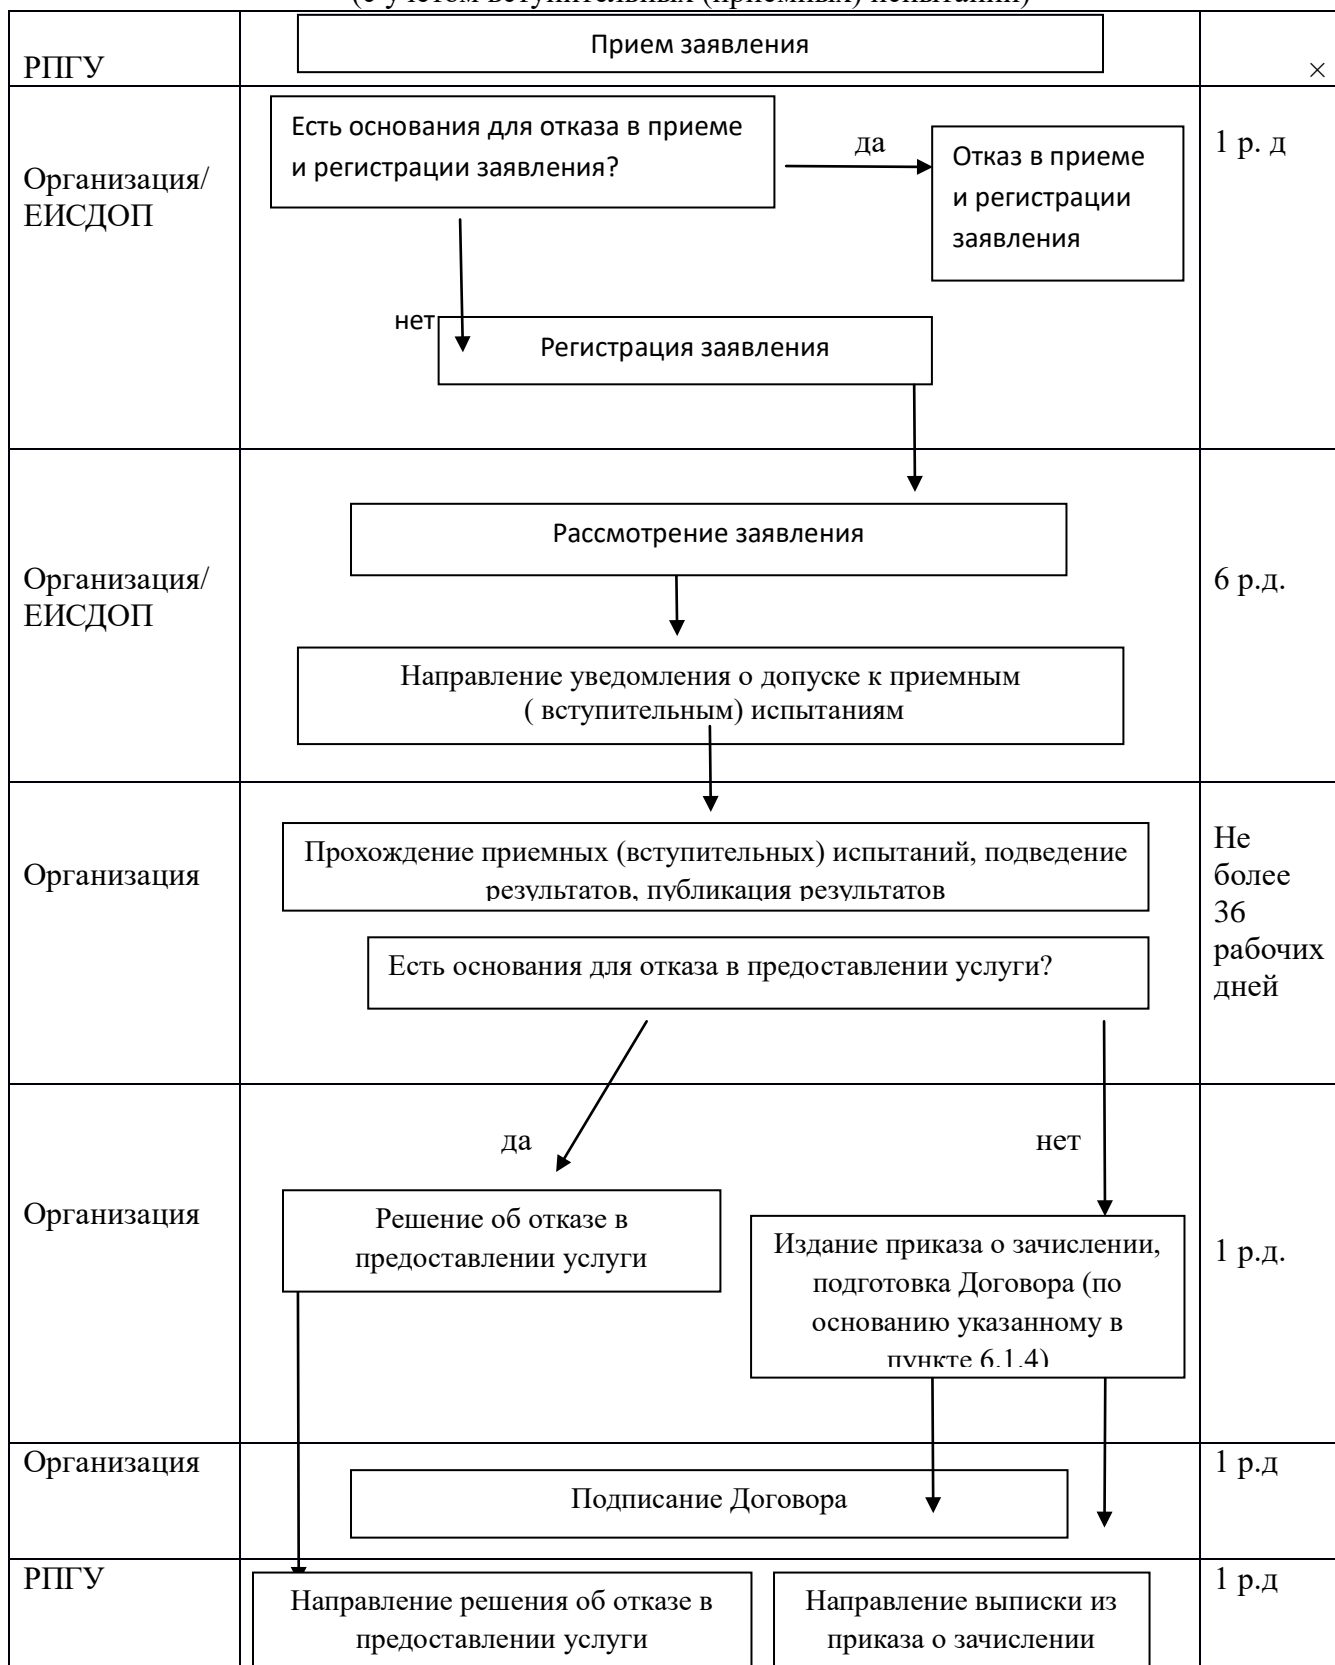 (с учетом вступительных (приемных) испытаний)
Прием заявления
РПГУ
×
Есть основания для отказа в приеме
и регистрации заявления?
да
Отказ в приеме
и регистрации
заявления
1 р. д
Организация/
ЕИСДОП
нет
Регистрация заявления
Рассмотрение заявления
Организация/
ЕИСДОП
6 р.д.
Направление уведомления о допуске к приемным
( вступительным) испытаниям
Организация
Прохождение приемных (вступительных) испытаний, подведение
результатов, публикация результатов
Не
более
36
рабочих
дней
Есть основания для отказа в предоставлении услуги?
да
нет
Организация
Решение об отказе в
предоставлении услуги
Издание приказа о зачислении,
подготовка Договора (по
основанию указанному в
пункте 6.1.4)
1 р.д.
Организация
Подписание Договора
1 р.д
РПГУ
Направление решения об отказе в
предоставлении услуги
Направление выписки из
приказа о зачислении
1 р.д